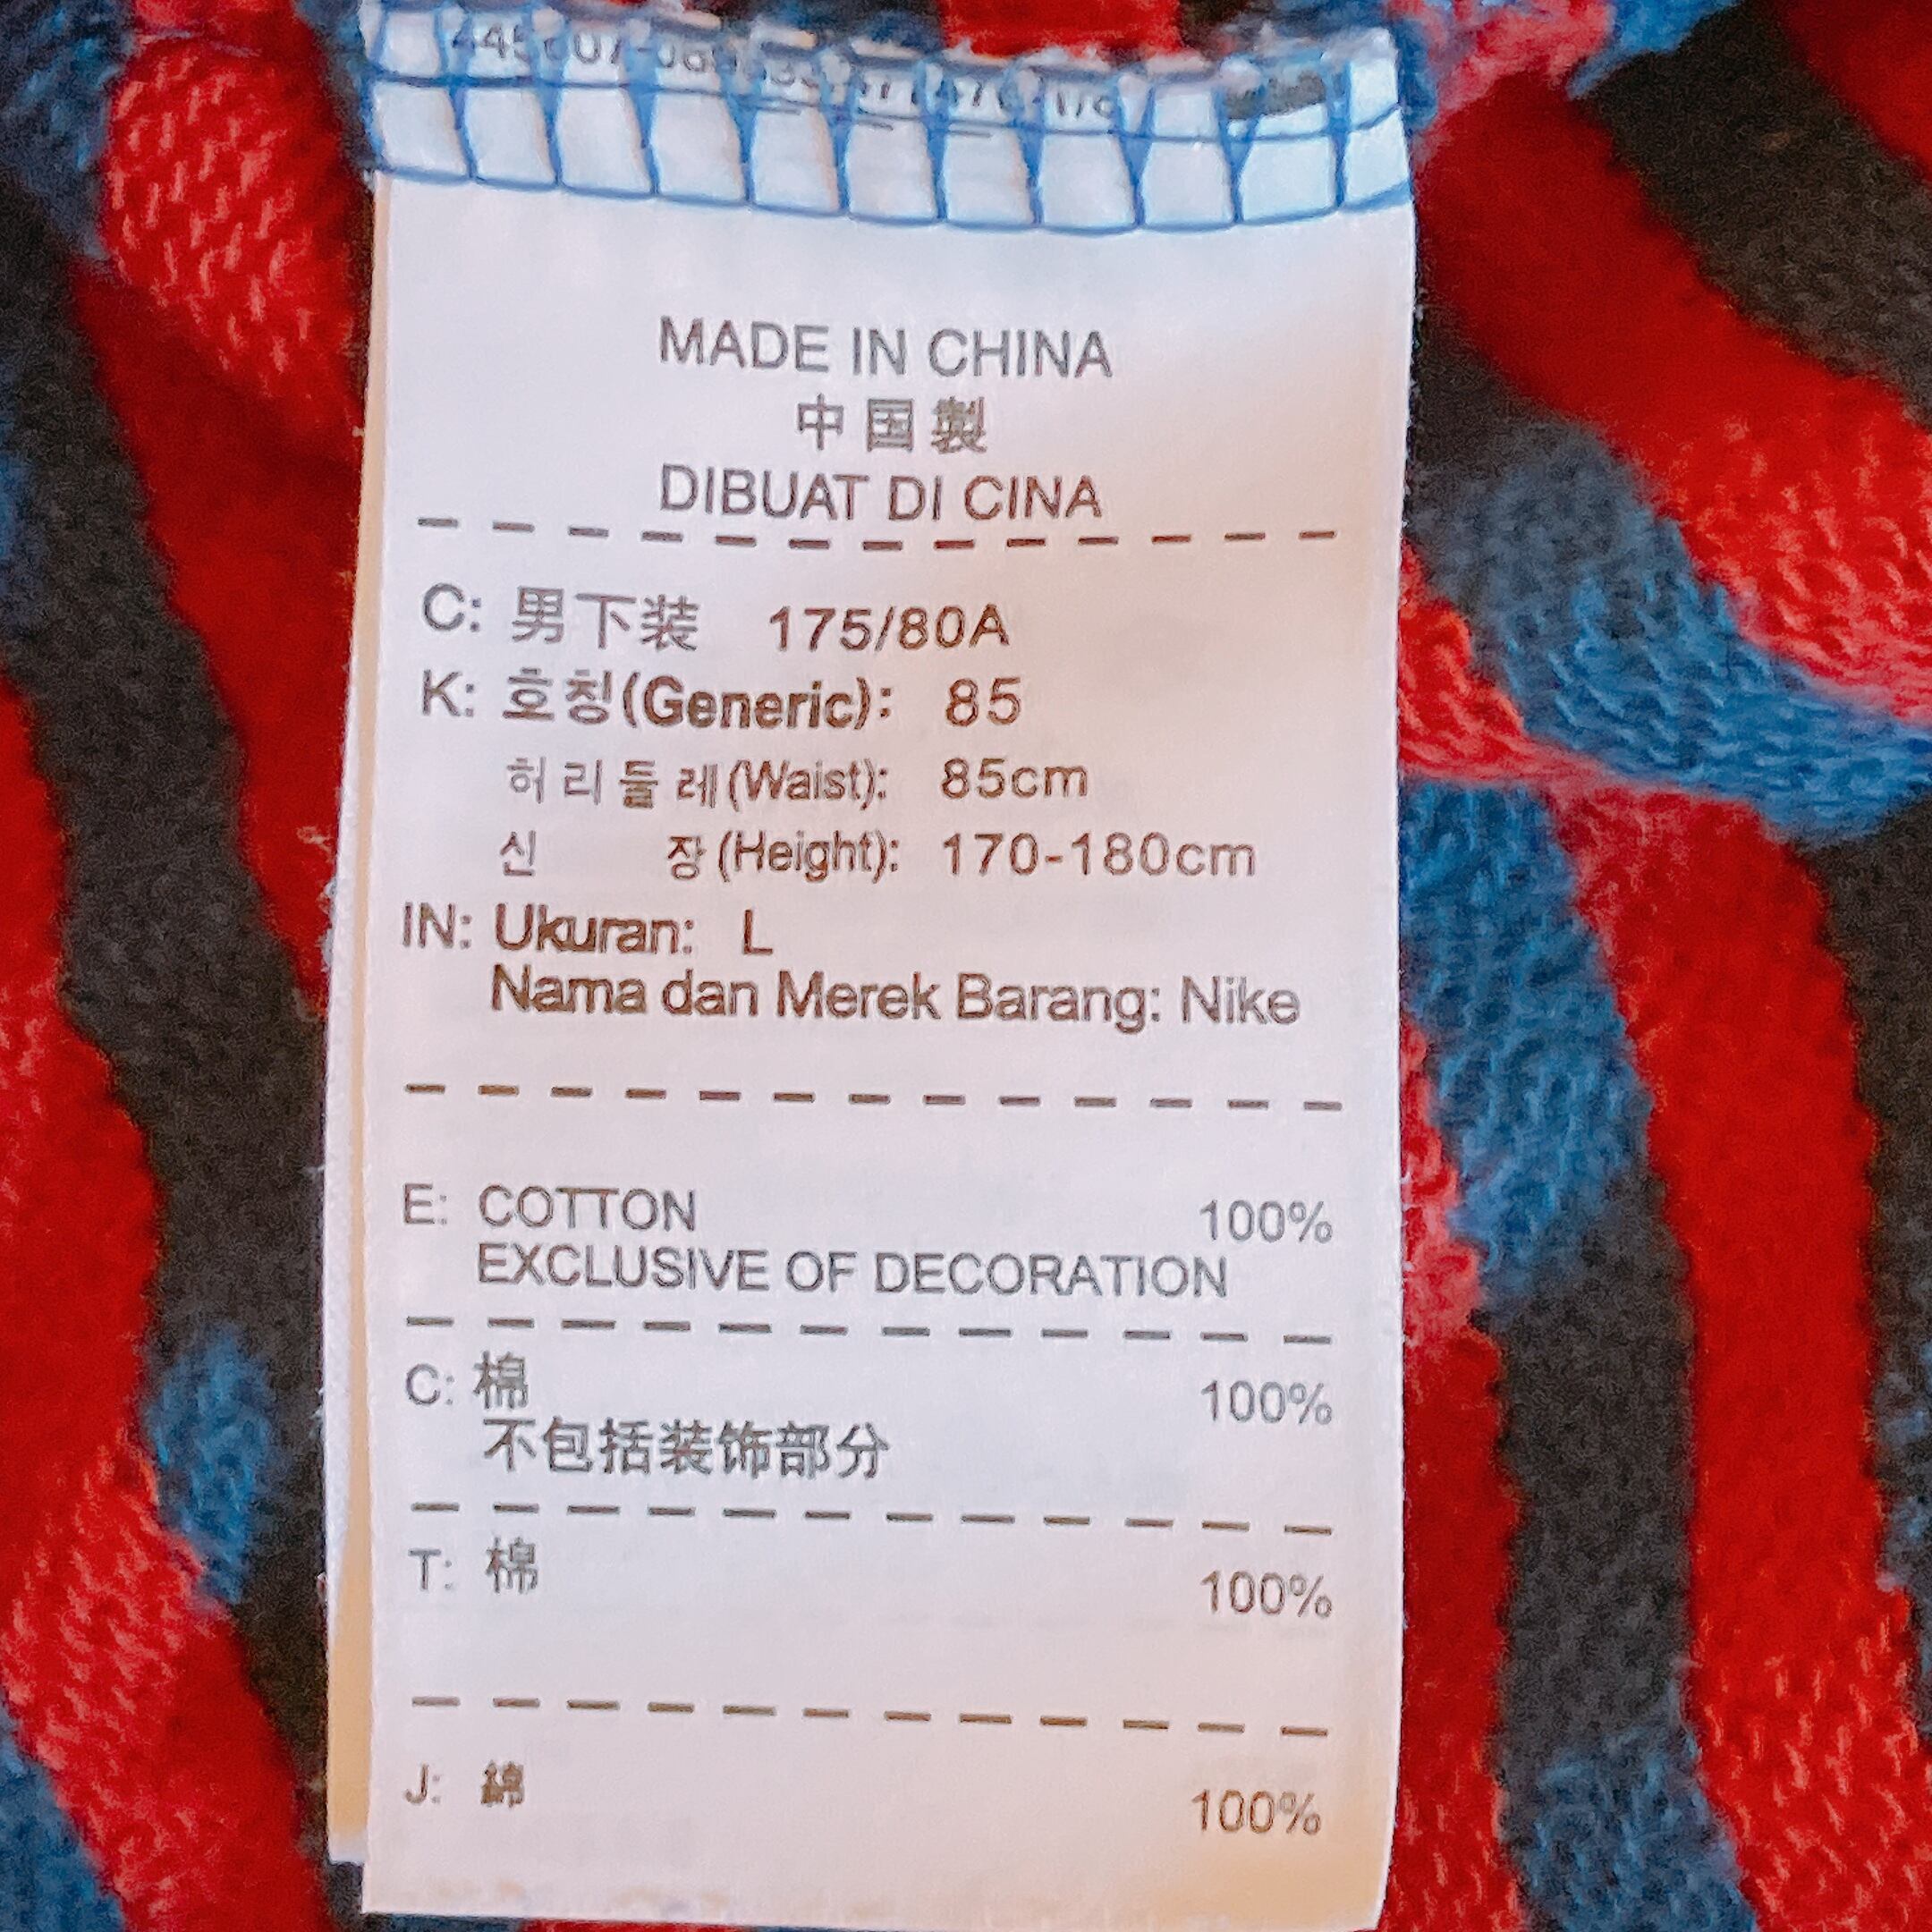 MADE IN CHINA
中国製
DIBUAT DI CINA
C: 男下装 175/80A
K: 호칭(Generic): 85
허리둘레(Waist): 85cm
신 장(Height): 170-180cm
IN: Ukuran: L
Nama dan Merek Barang: Nike
E: COTTON 100%
EXCLUSIVE OF DECORATION
C: 棉 100%
不包括装饰部分
T: 棉 100%
J: 綿 100%